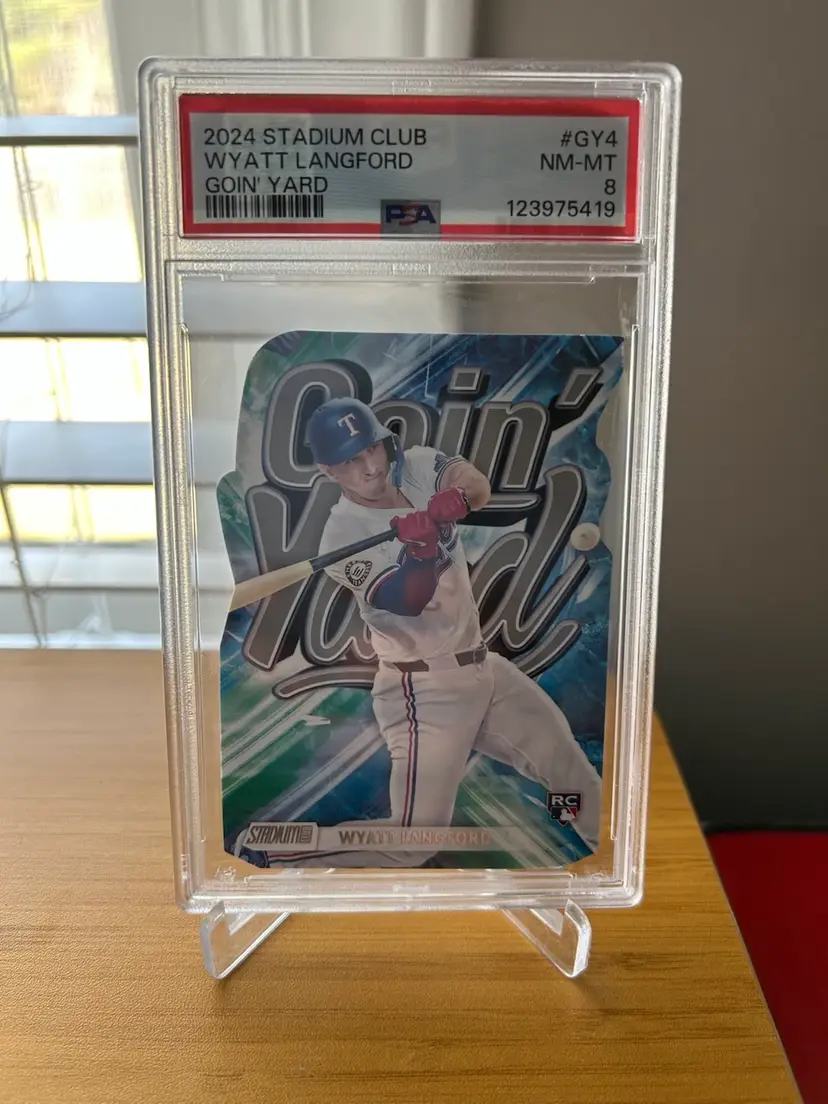 2024 STADIUM CLUB #GY4
WYATT LANGFORD NM-MT
GOIN' YARD 8
PSA 123975419
Goin'
Yard
T
RC
STADIUM
WYATT LANGFORD